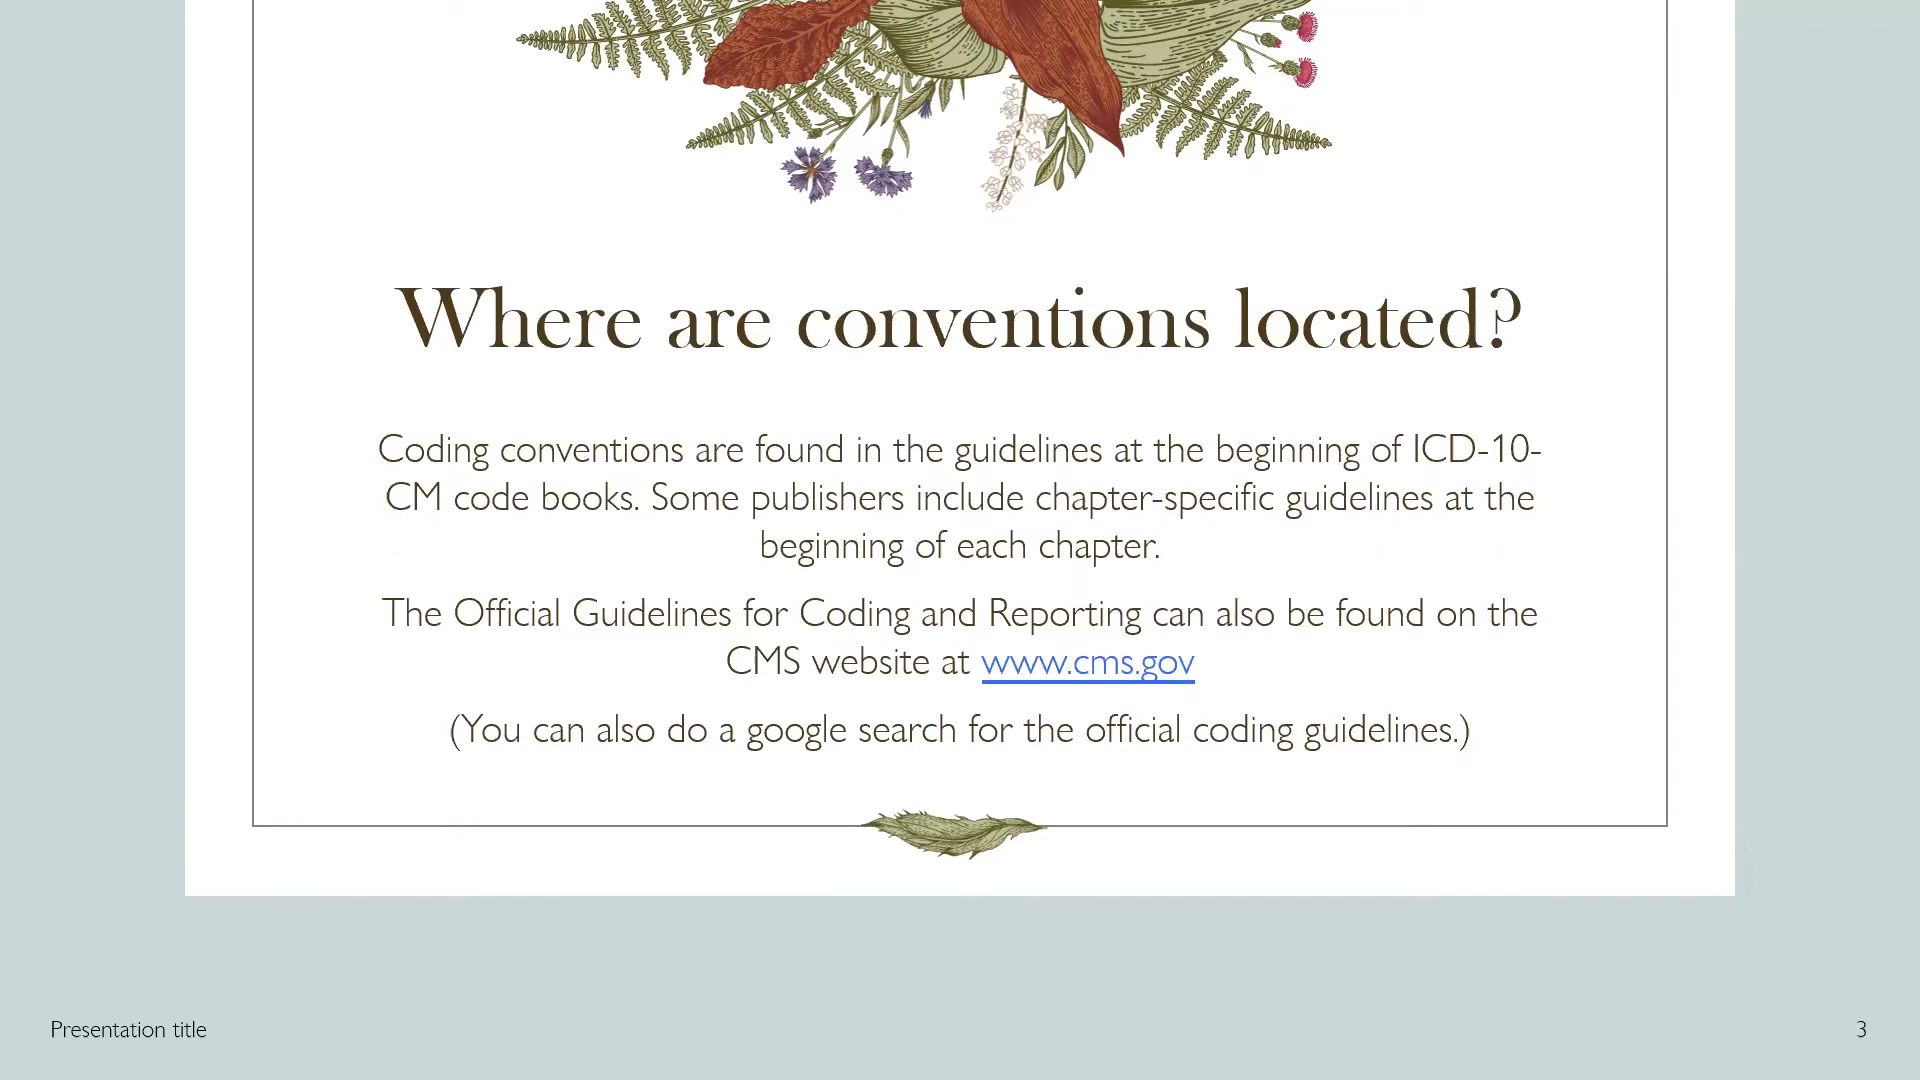 Where are conventions located?
Coding conventions are found in the guidelines at the beginning of ICD-10-
CM code books. Some publishers include chapter-specific guidelines at the
beginning of each chapter.
The Official Guidelines for Coding and Reporting can also be found on the
CMS website at www.cms.gov
(You can also do a google search for the official coding guidelines.)
Presentation title
3